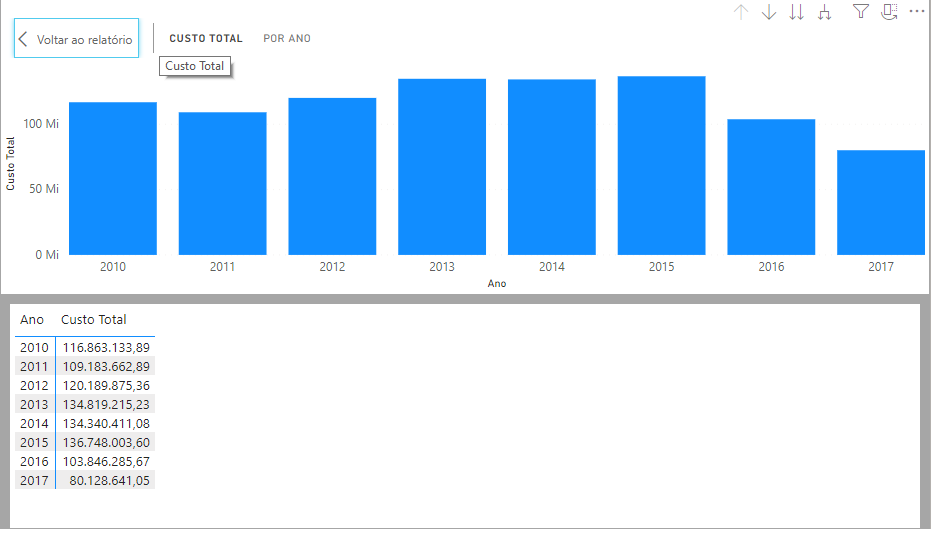 Voltar ao relatório
CUSTO TOTAL POR ANO
Custo Total
100 Mi
50 Mi
0 Mi
Custo Total
2010 2011 2012 2013 2014 2015 2016 2017
Ano
Ano Custo Total
2010 116.863.133,89
2011 109.183.662,89
2012 120.189.875,36
2013 134.819.215,23
2014 134.340.411,08
2015 136.748.003,60
2016 103.846.285,67
2017 80.128.641,05